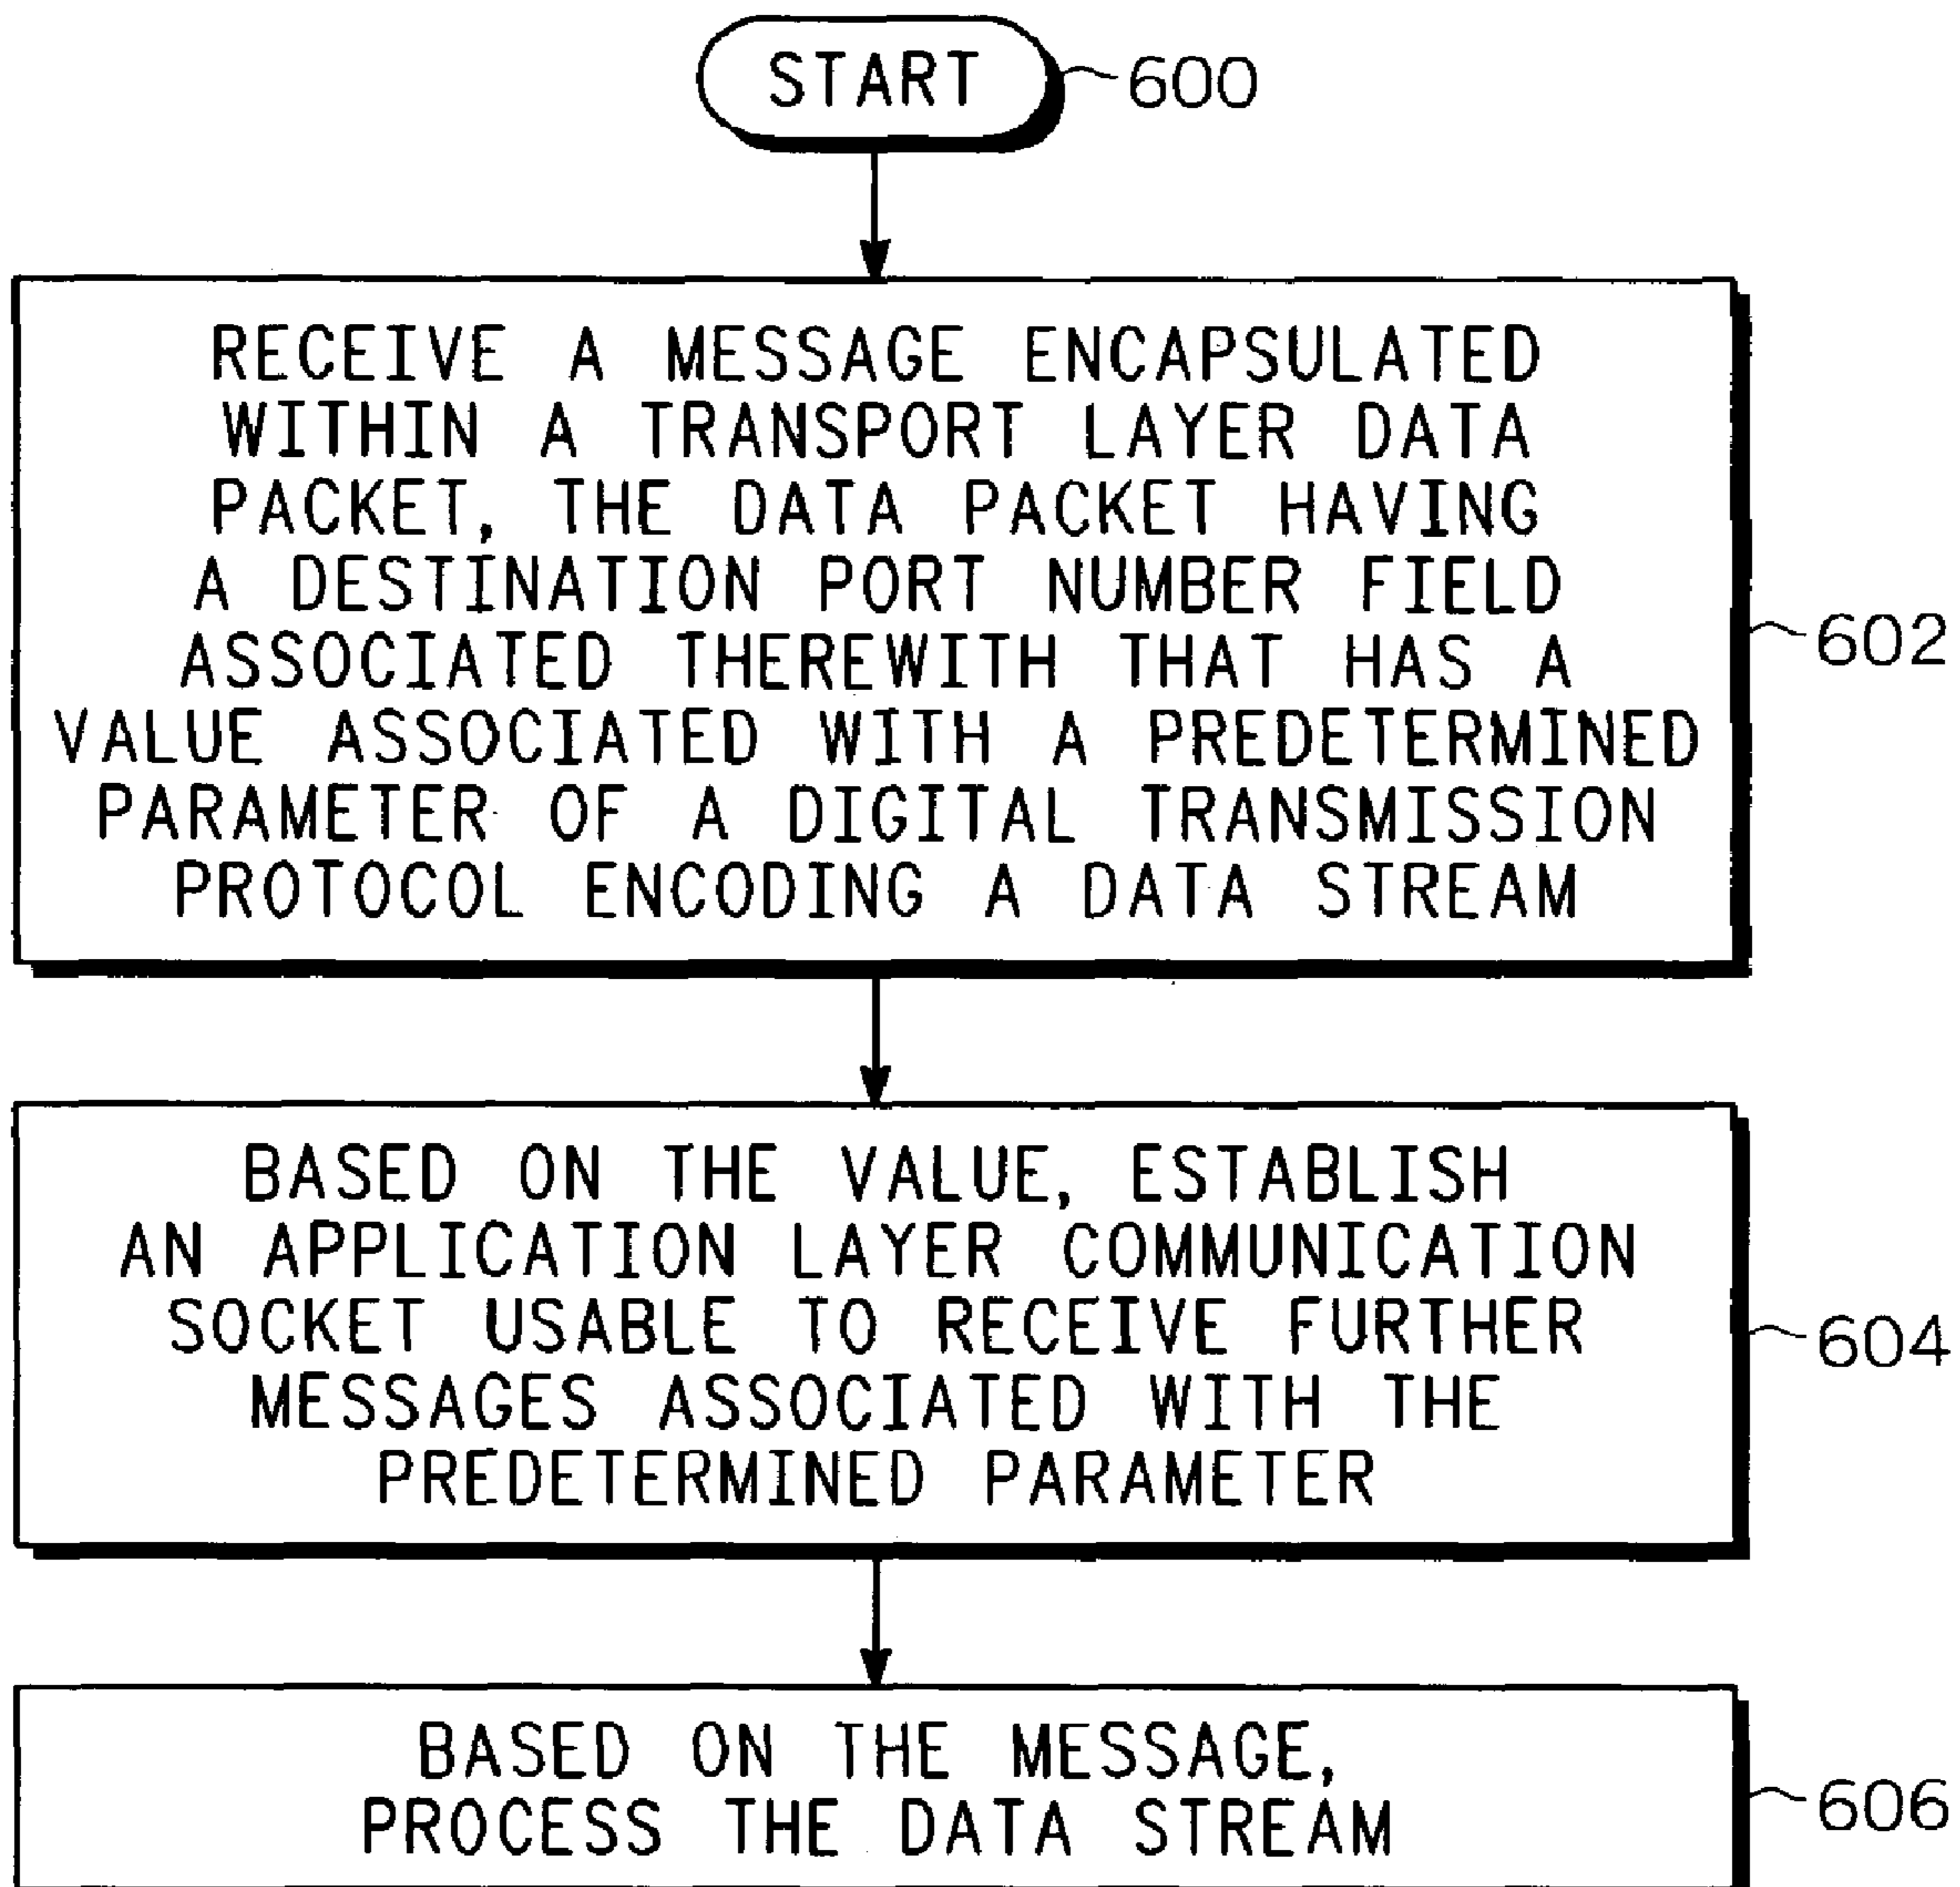 START
600
RECEIVE A MESSAGE ENCAPSULATED
WITHIN A TRANSPORT LAYER DATA
PACKET, THE DATA PACKET HAVING
A DESTINATION PORT NUMBER FIELD
ASSOCIATED THEREWITH THAT HAS A
VALUE ASSOCIATED WITH A PREDETERMINED
PARAMETER OF A DIGITAL TRANSMISSION
PROTOCOL ENCODING A DATA STREAM
602
BASED ON THE VALUE, ESTABLISH
AN APPLICATION LAYER COMMUNICATION
SOCKET USABLE TO RECEIVE FURTHER
MESSAGES ASSOCIATED WITH THE
PREDETERMINED PARAMETER
604
BASED ON THE MESSAGE,
PROCESS THE DATA STREAM
606